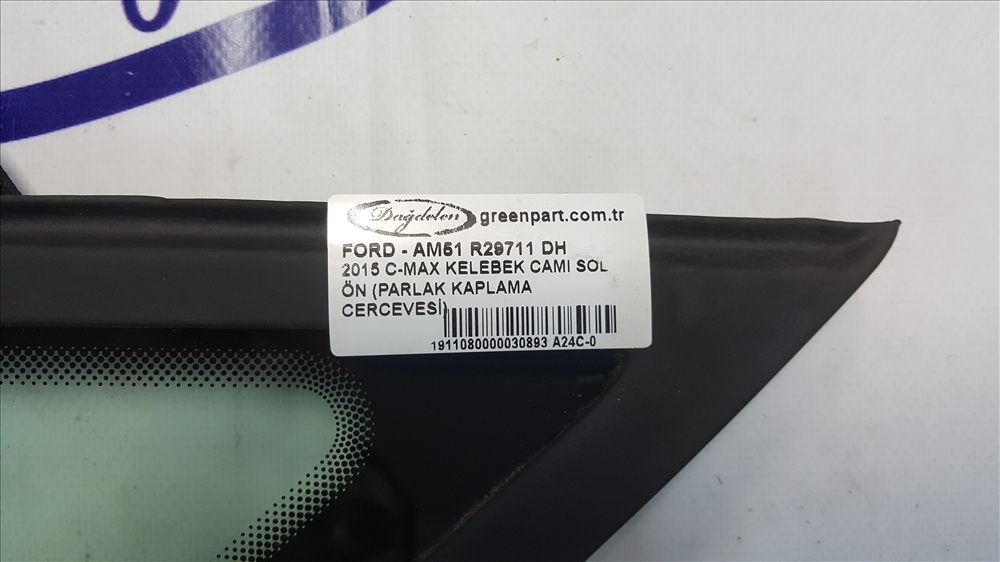 Dağdelen greenpart.com.tr
FORD - AM51 R29711 DH
2015 C-MAX KELEBEK CAMI SOL
ÖN (PARLAK KAPLAMA
CERCEVESİ)
1911080000030893 A24C-0